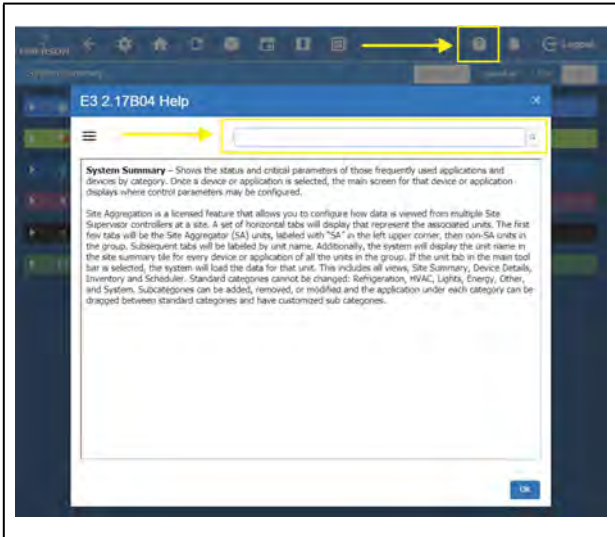 EMERSON
Logout
System Summary
E3 2.17B04 Help
×
System Summary – Shows the status and critical parameters of those frequently used applications and
devices by category. Once a device or application is selected, the main screen for that device or application
displays where control parameters may be configured.
Site Aggregation is a licensed feature that allows you to configure how data is viewed from multiple Site
Supervisor controllers at a site. A set of horizontal tabs will display that represent the associated units. The first
few tabs will be the Site Aggregator (SA) units, labeled with "SA" in the left upper corner, then non-SA units in
the group. Subsequent tabs will be labeled by unit name. Additionally, the system will display the unit name in
the site summary tile for every device or application of all the units in the group. If the unit tab in the main tool
bar is selected, the system will load the data for that unit. This includes all views, Site Summary, Device Details,
Inventory and Scheduler. Standard categories cannot be changed: Refrigeration, HVAC, Lights, Energy, Other,
and System. Subcategories can be added, removed, or modified and the application under each category can be
dragged between standard categories and have customized sub categories.
OK